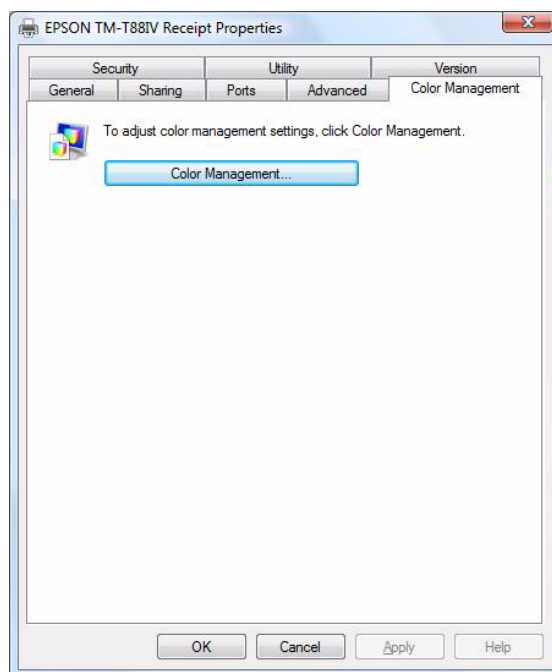 EPSON TM-T88IV Receipt Properties
Security Utility Version
General Sharing Ports Advanced Color Management
To adjust color management settings, click Color Management.
Color Management...
OK Cancel Apply Help